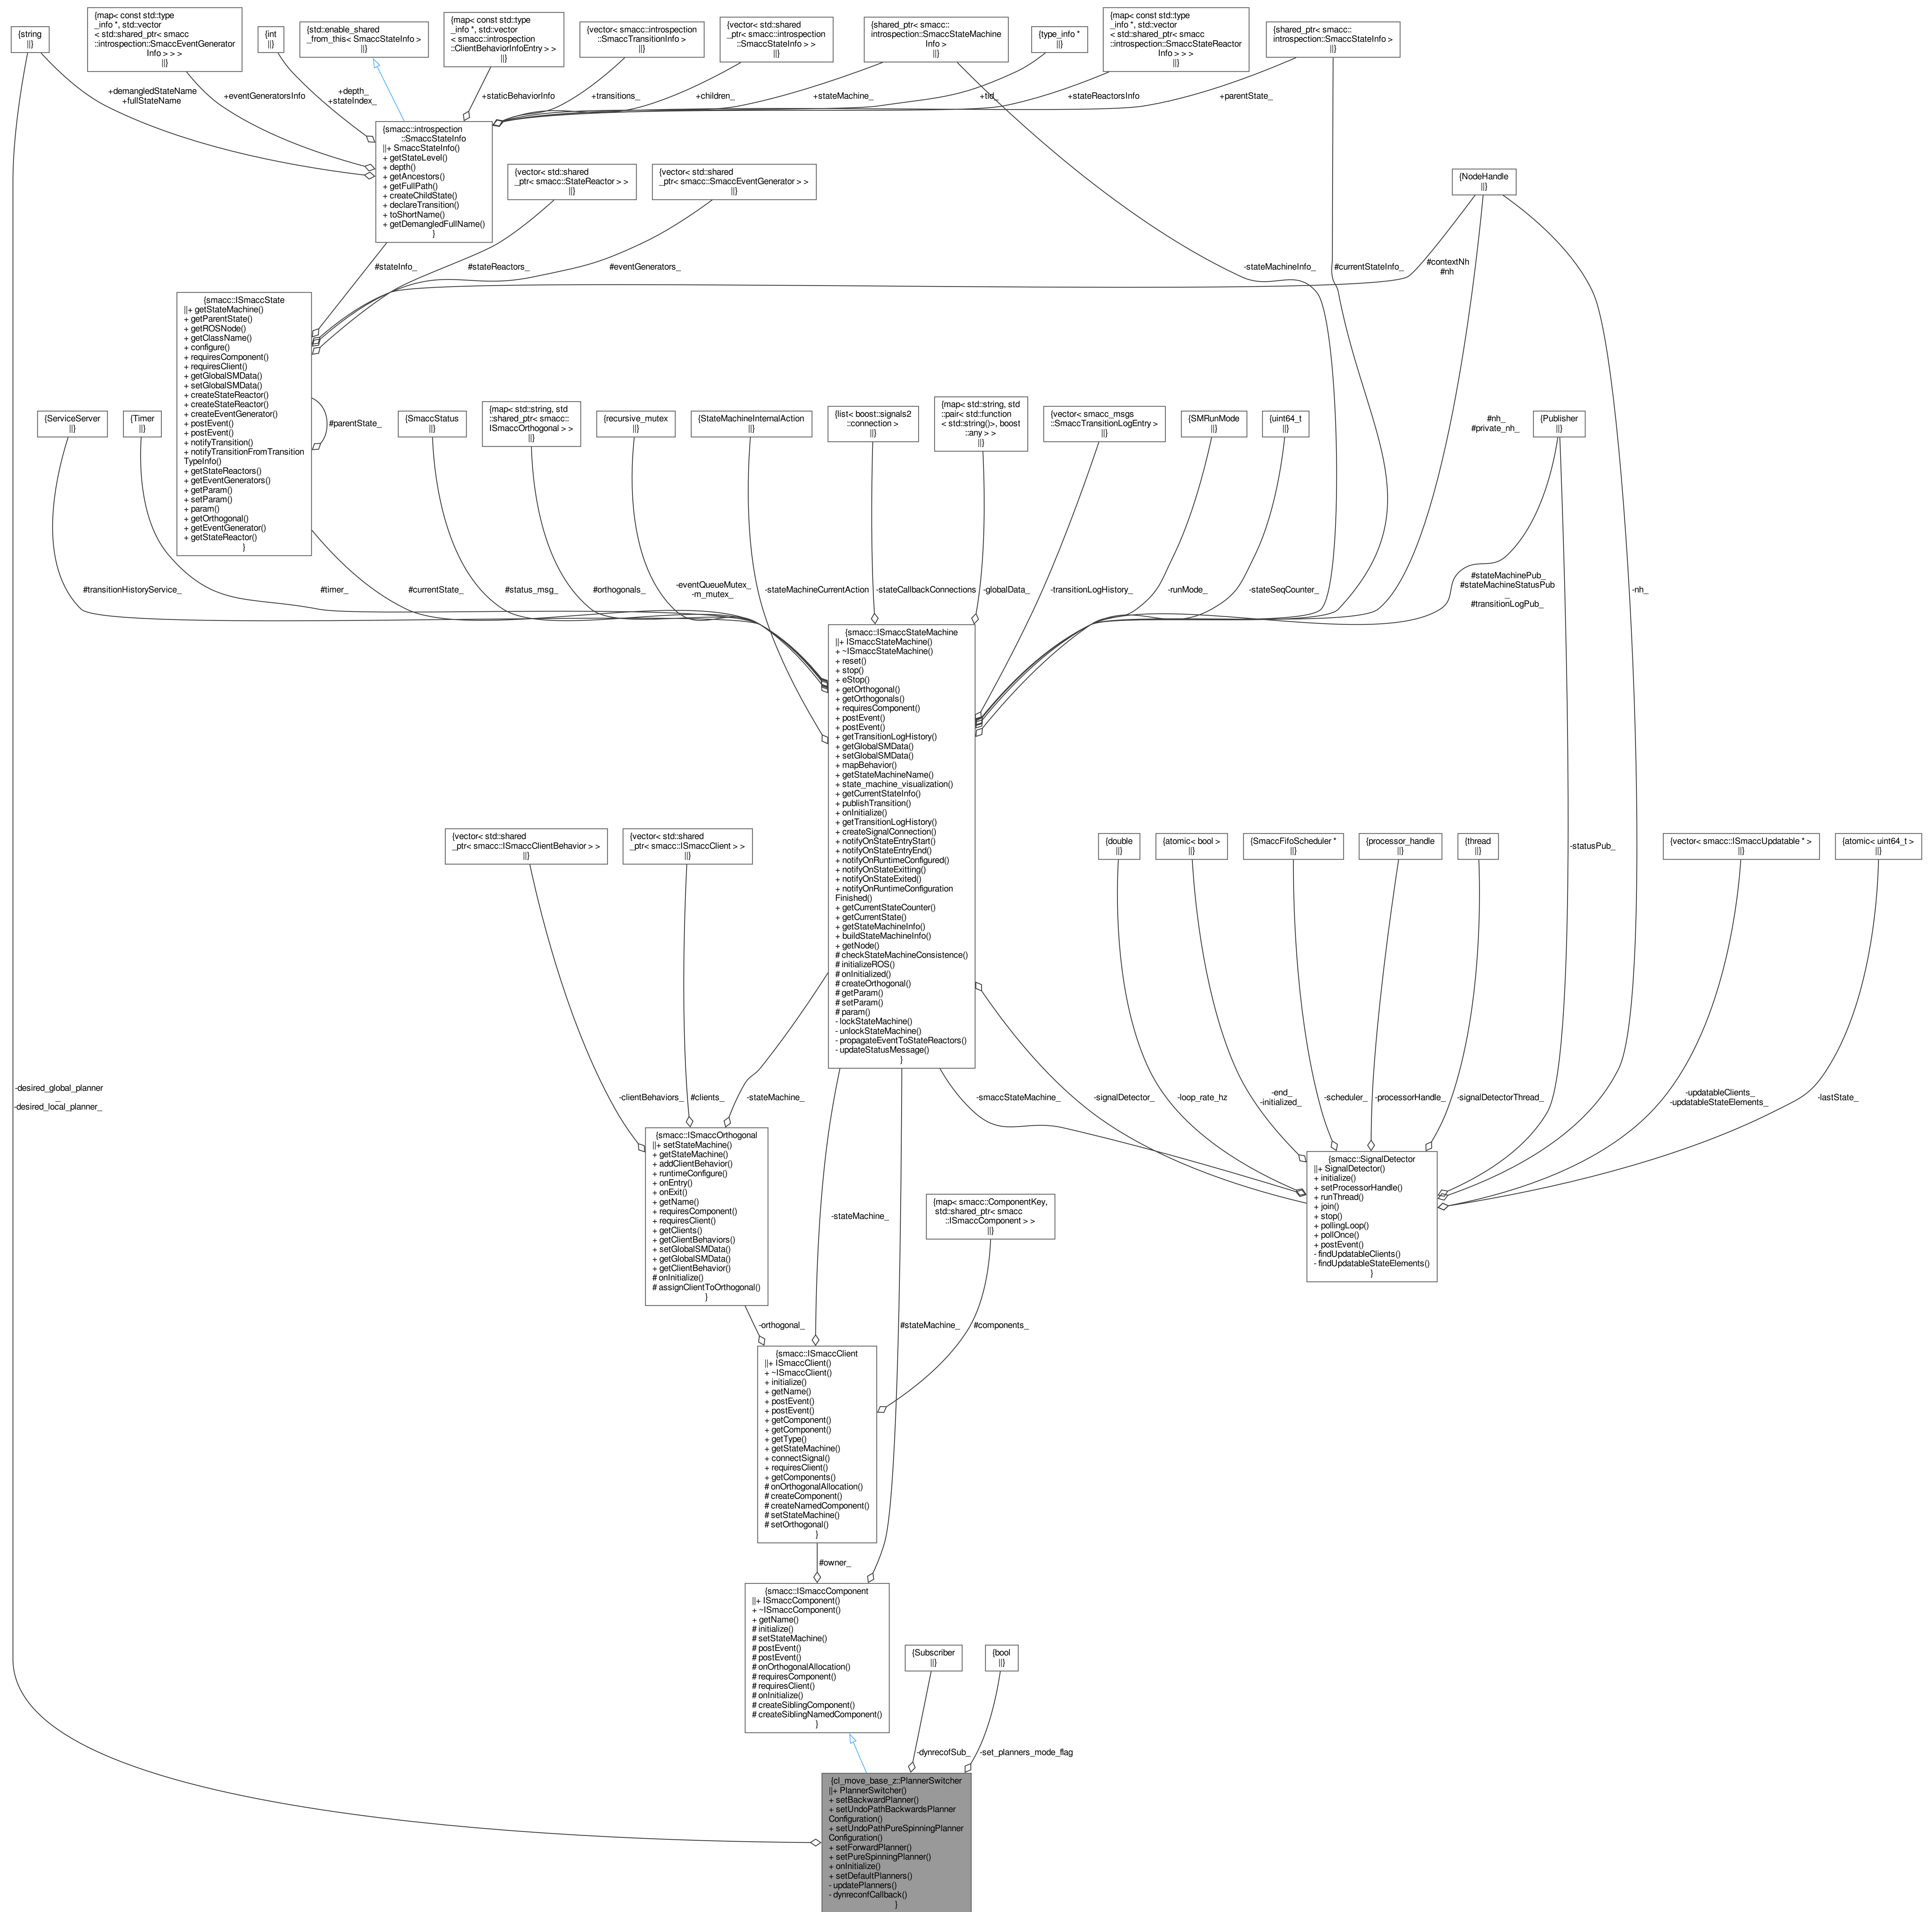 {string
||}
{map< const std::type
_info *, std::vector
< std::shared_ptr< smacc
::introspection::SmaccEventGenerator
Info > > >
||}
{int
||}
{std::enable_shared
_from_this< SmaccStateInfo >
||}
{map< const std::type
_info *, std::vector
< smacc::introspection
::ClientBehaviorInfoEntry > >
||}
{vector< smacc::introspection
::SmaccTransitionInfo >
||}
{vector< std::shared
_ptr< smacc::introspection
::SmaccStateInfo > >
||}
{shared_ptr< smacc::
introspection::SmaccStateMachine
Info >
||}
{type_info *
||}
{map< const std::type
_info *, std::vector
< std::shared_ptr< smacc
::introspection::SmaccStateReactor
Info > > >
||}
{shared_ptr< smacc::
introspection::SmaccStateInfo >
||}
+demangledStateName
+fullStateName
+eventGeneratorsInfo
+depth_
+stateIndex_
+staticBehaviorInfo
+transitions_
+children_
+stateMachine_
+tid_
+stateReactorsInfo
+parentState_
{smacc::introspection
::SmaccStateInfo
||+ SmaccStateInfo()
+ getStateLevel()
+ depth()
+ getAncestors()
+ getFullPath()
+ createChildState()
+ declareTransition()
+ toShortName()
+ getDemangledFullName()
}
{vector< std::shared
_ptr< smacc::StateReactor > >
||}
{vector< std::shared
_ptr< smacc::SmaccEventGenerator > >
||}
{NodeHandle
||}
#stateInfo_
#stateReactors_
#eventGenerators_
-stateMachineInfo_
#currentStateInfo_
#contextNh
#nh
{smacc::ISmaccState
||+ getStateMachine()
+ getParentState()
+ getROSNode()
+ getClassName()
+ configure()
+ requiresComponent()
+ requiresClient()
+ getGlobalSMData()
+ setGlobalSMData()
+ createStateReactor()
+ createStateReactor()
+ createEventGenerator()
+ postEvent()
+ postEvent()
+ notifyTransition()
+ notifyTransitionFromTransition
TypeInfo()
+ getStateReactors()
+ getEventGenerators()
+ getParam()
+ setParam()
+ param()
+ getOrthogonal()
+ getEventGenerator()
+ getStateReactor()
}
#parentState_
{ServiceServer
||}
{Timer
||}
{SmaccStatus
||}
{map< std::string, std
::shared_ptr< smacc::
ISmaccOrthogonal > >
||}
{recursive_mutex
||}
{StateMachineInternalAction
||}
{list< boost::signals2
::connection >
||}
{map< std::string, std
::pair< std::function
< std::string()>, boost
::any > >
||}
{vector< smacc_msgs
::SmaccTransitionLogEntry >
||}
{SMRunMode
||}
{uint64_t
||}
#nh_
#private_nh_
{Publisher
||}
#transitionHistoryService_
#timer_
#currentState_
#status_msg_
#orthogonals_
-eventQueueMutex_
-m_mutex_
-stateMachineCurrentAction
-stateCallbackConnections
-globalData_
-transitionLogHistory_
-runMode_
-stateSeqCounter_
#stateMachinePub_
#stateMachineStatusPub
_
#transitionLogPub_
-nh_
{smacc::ISmaccStateMachine
||+ ISmaccStateMachine()
+ ~ISmaccStateMachine()
+ reset()
+ stop()
+ eStop()
+ getOrthogonal()
+ getOrthogonals()
+ requiresComponent()
+ postEvent()
+ postEvent()
+ getTransitionLogHistory()
+ getGlobalSMData()
+ setGlobalSMData()
+ mapBehavior()
+ getStateMachineName()
+ state_machine_visualization()
+ getCurrentStateInfo()
+ publishTransition()
+ onInitialize()
+ getTransitionLogHistory()
+ createSignalConnection()
+ notifyOnStateEntryStart()
+ notifyOnStateEntryEnd()
+ notifyOnRuntimeConfigured()
+ notifyOnStateExitting()
+ notifyOnStateExited()
+ notifyOnRuntimeConfiguration
Finished()
+ getCurrentStateCounter()
+ getCurrentState()
+ getStateMachineInfo()
+ buildStateMachineInfo()
+ getNode()
# checkStateMachineConsistence()
# initializeROS()
# onInitialized()
# createOrthogonal()
# getParam()
# setParam()
# param()
- lockStateMachine()
- unlockStateMachine()
- propagateEventToStateReactors()
- updateStatusMessage()
}
{vector< std::shared
_ptr< smacc::ISmaccClientBehavior > >
||}
{vector< std::shared
_ptr< smacc::ISmaccClient > >
||}
{double
||}
{atomic< bool >
||}
{SmaccFifoScheduler *
||}
{processor_handle
||}
{thread
||}
-statusPub_
{vector< smacc::ISmaccUpdatable * >
||}
{atomic< uint64_t >
||}
-desired_global_planner
_
-desired_local_planner_
-clientBehaviors_
#clients_
-stateMachine_
-smaccStateMachine_
-signalDetector_
-loop_rate_hz
-end_
-initialized_
-scheduler_
-processorHandle_
-signalDetectorThread_
-updatableClients_
-updatableStateElements_
-lastState_
{smacc::ISmaccOrthogonal
||+ setStateMachine()
+ getStateMachine()
+ addClientBehavior()
+ runtimeConfigure()
+ onEntry()
+ onExit()
+ getName()
+ requiresComponent()
+ requiresClient()
+ getClients()
+ getClientBehaviors()
+ setGlobalSMData()
+ getGlobalSMData()
+ getClientBehavior()
# onInitialize()
# assignClientToOrthogonal()
}
{smacc::SignalDetector
||+ SignalDetector()
+ initialize()
+ setProcessorHandle()
+ runThread()
+ join()
+ stop()
+ pollingLoop()
+ pollOnce()
+ postEvent()
- findUpdatableClients()
- findUpdatableStateElements()
}
-stateMachine_
{map< smacc::ComponentKey,
std::shared_ptr< smacc
::ISmaccComponent > >
||}
-orthogonal_
#stateMachine_
#components_
{smacc::ISmaccClient
||+ ISmaccClient()
+ ~ISmaccClient()
+ initialize()
+ getName()
+ postEvent()
+ postEvent()
+ getComponent()
+ getComponent()
+ getType()
+ getStateMachine()
+ connectSignal()
+ requiresClient()
+ getComponents()
# onOrthogonalAllocation()
# createComponent()
# createNamedComponent()
# setStateMachine()
# setOrthogonal()
}
#owner_
{smacc::ISmaccComponent
||+ ISmaccComponent()
+ ~ISmaccComponent()
+ getName()
# initialize()
# setStateMachine()
# postEvent()
# postEvent()
# onOrthogonalAllocation()
# requiresComponent()
# requiresClient()
# onInitialize()
# createSiblingComponent()
# createSiblingNamedComponent()
}
{Subscriber
||}
{bool
||}
-dynrecofSub_
-set_planners_mode_flag
{cl_move_base_z::PlannerSwitcher
||+ PlannerSwitcher()
+ setBackwardPlanner()
+ setUndoPathBackwardsPlanner
Configuration()
+ setUndoPathPureSpinningPlanner
Configuration()
+ setForwardPlanner()
+ setPureSpinningPlanner()
+ onInitialize()
+ setDefaultPlanners()
- updatePlanners()
- dynreconfCallback()
}